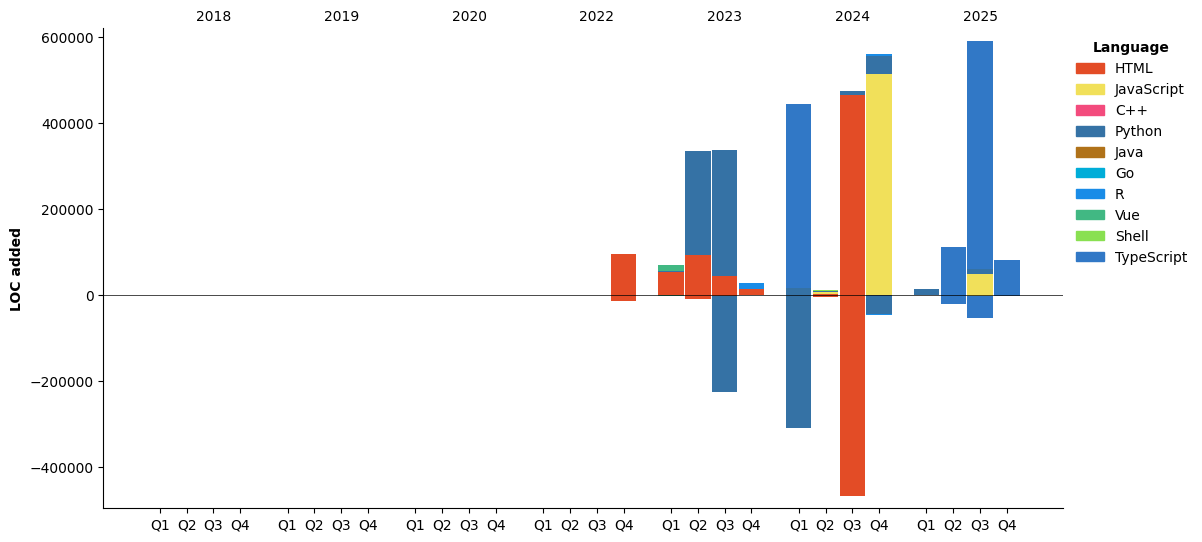 2018 2019 2020 2022 2023 2024 2025
LOC added
600000
400000
200000
0
−200000
−400000
Q1 Q2 Q3 Q4 Q1 Q2 Q3 Q4 Q1 Q2 Q3 Q4 Q1 Q2 Q3 Q4 Q1 Q2 Q3 Q4 Q1 Q2 Q3 Q4 Q1 Q2 Q3 Q4
Language
HTML
JavaScript
C++
Python
Java
Go
R
Vue
Shell
TypeScript